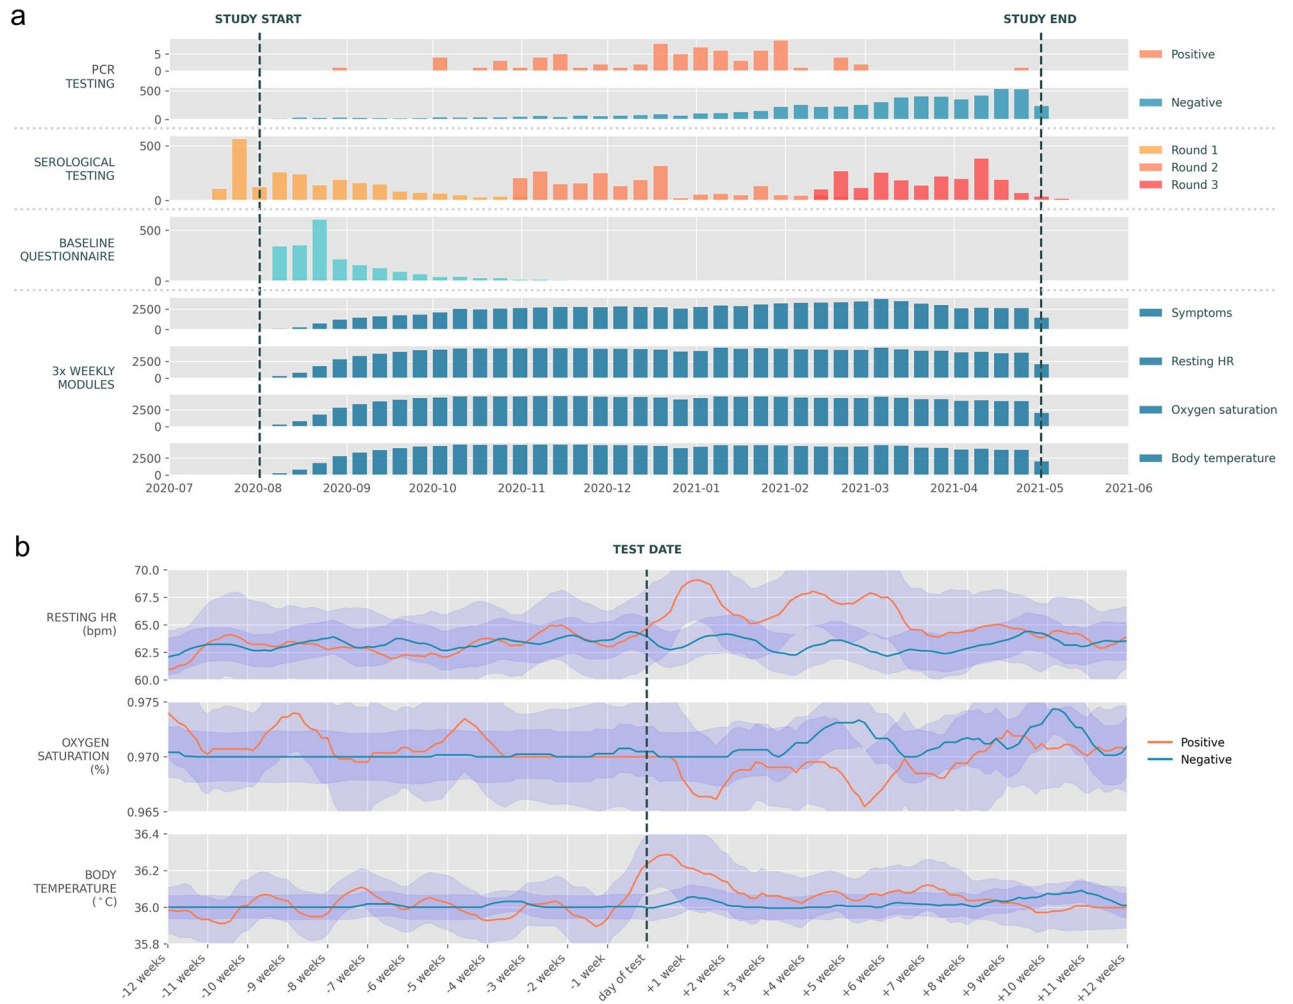 a
STUDY START
STUDY END
PCR
TESTING
5
0
Positive
500
0
Negative
SEROLOGICAL
TESTING
500
0
Round 1
Round 2
Round 3
BASELINE
QUESTIONNAIRE
500
0
3x WEEKLY
MODULES
2500
0
Symptoms
2500
0
Resting HR
2500
0
Oxygen saturation
2500
0
Body temperature
2020-07 2020-08 2020-09 2020-10 2020-11 2020-12 2021-01 2021-02 2021-03 2021-04 2021-05 2021-06
b
TEST DATE
RESTING HR
(bpm)
70.0
67.5
65.0
62.5
60.0
OXYGEN
SATURATION
(%)
0.975
0.970
0.965
Positive
Negative
BODY
TEMPERATURE
(°C)
36.4
36.2
36.0
35.8
-12 weeks -11 weeks -10 weeks -9 weeks -8 weeks -7 weeks -6 weeks -5 weeks -4 weeks -3 weeks -2 weeks -1 week day of test +1 week +2 weeks +3 weeks +4 weeks +5 weeks +6 weeks +7 weeks +8 weeks +9 weeks +10 weeks +11 weeks +12 weeks